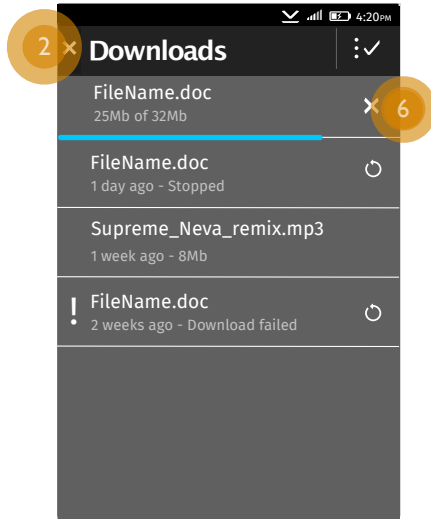 4:20PM
2
Downloads
FileName.doc
25Mb of 32Mb
6
FileName.doc
1 day ago - Stopped
Supreme_Neva_remix.mp3
1 week ago - 8Mb
! FileName.doc
2 weeks ago - Download failed